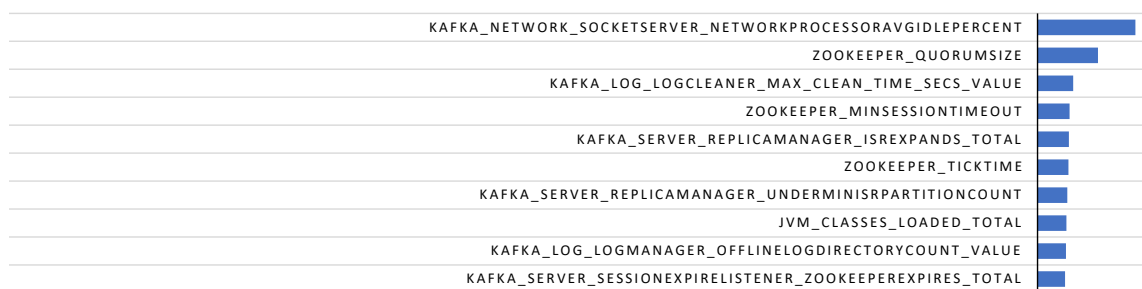 KAFKA_NETWORK_SOCKETSERVER_NETWORKPROCESSORAVGIDLEPERCENT
ZOOKEEPER_QUORUMSIZE
KAFKA_LOG_LOGCLEANER_MAX_CLEAN_TIME_SECS_VALUE
ZOOKEEPER_MINSESSIONTIMEOUT
KAFKA_SERVER_REPLICAMANAGER_ISREXPANDS_TOTAL
ZOOKEEPER_TICKTIME
KAFKA_SERVER_REPLICAMANAGER_UNDERMINISRPARTITIONCOUNT
JVM_CLASSES_LOADED_TOTAL
KAFKA_LOG_LOGMANAGER_OFFLINELOGDIRECTORYCOUNT_VALUE
KAFKA_SERVER_SESSIONEXPIRELISTENER_ZOOKEEPEREXPIRES_TOTAL